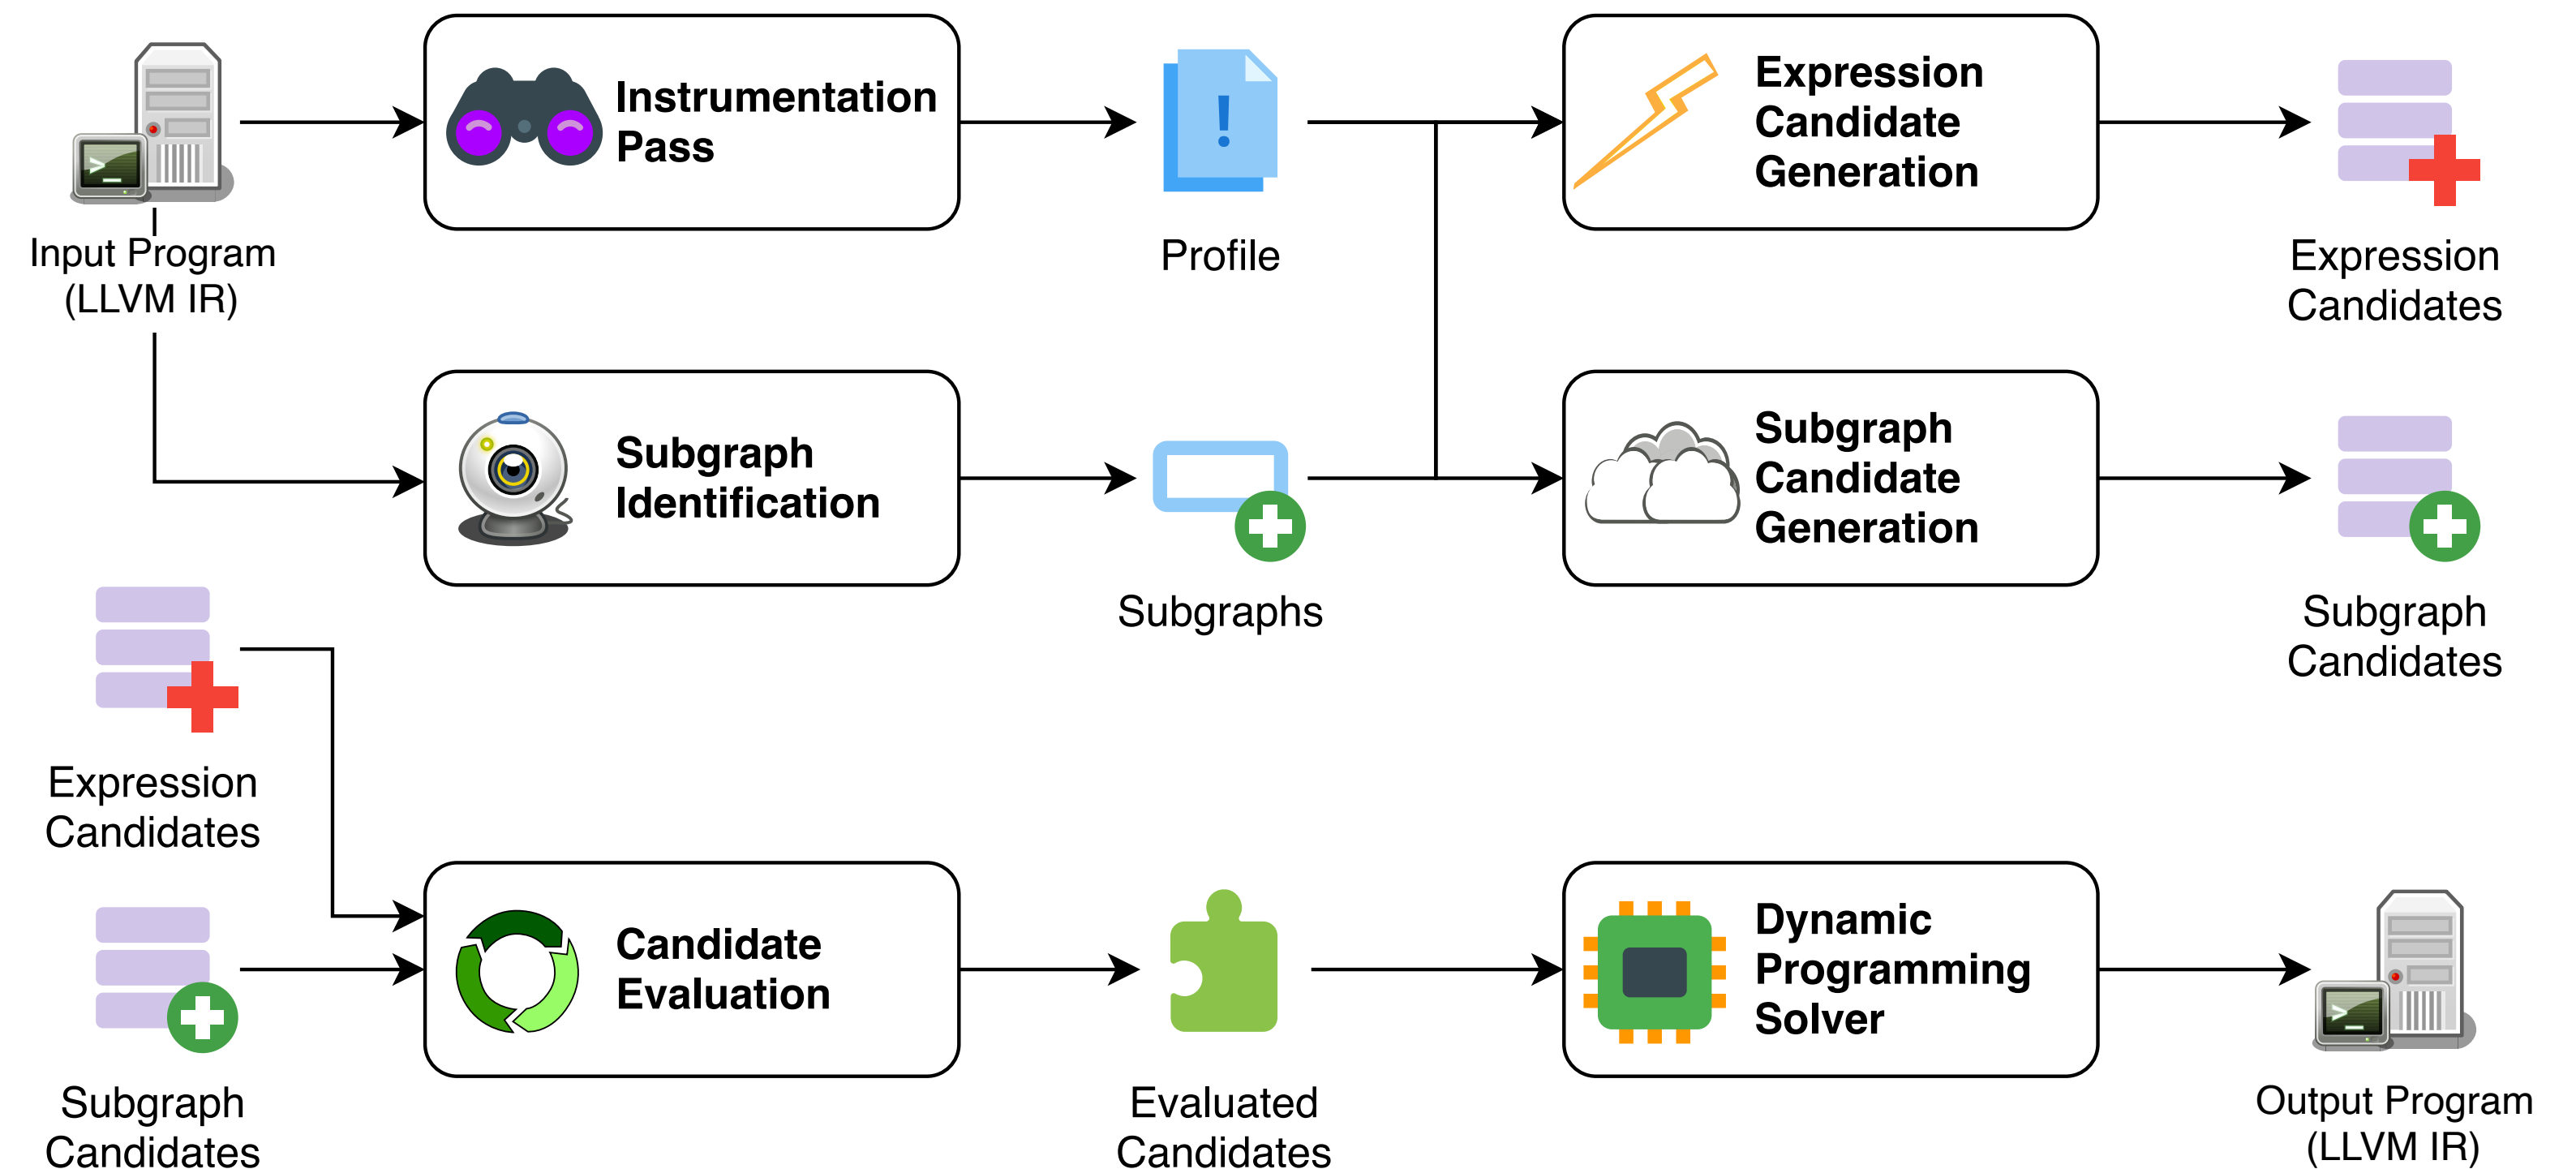 Input Program
(LLVM IR)
Instrumentation
Pass
!
Profile
Expression
Candidate
Generation
Expression
Candidates
Subgraph
Identification
Subgraphs
Subgraph
Candidate
Generation
Subgraph
Candidates
Expression
Candidates
Subgraph
Candidates
Candidate
Evaluation
Evaluated
Candidates
Dynamic
Programming
Solver
>_
>_
Output Program
(LLVM IR)